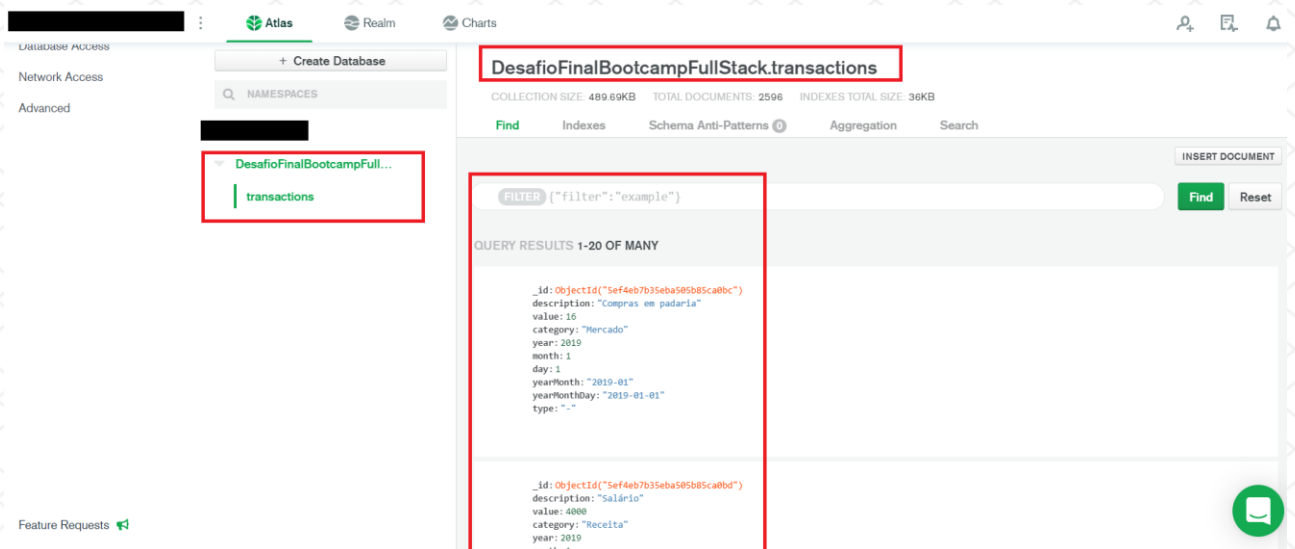 Atlas
Realm
Charts
Database Access
Network Access
Advanced
Feature Requests
+ Create Database
NAMESPACES
DesafioFinalBootcampFull...
transactions
DesafioFinalBootcampFullStack.transactions
COLLECTION SIZE: 489.69KB TOTAL DOCUMENTS: 2596 INDEXES TOTAL SIZE: 36KB
Find Indexes Schema Anti-Patterns 0 Aggregation Search
INSERT DOCUMENT
FILTER {"filter":"example"}
Find Reset
QUERY RESULTS 1-20 OF MANY
_id: ObjectId("5ef4eb7b35eba505b85ca0bc")
description: "Compras em padaria"
value: 16
category: "Mercado"
year: 2019
month: 1
day: 1
yearMonth: "2019-01"
yearMonthDay: "2019-01-01"
type: "-"
_id: ObjectId("5ef4eb7b35eba505b85ca0bd")
description: "Salário"
value: 4000
category: "Receita"
year: 2019